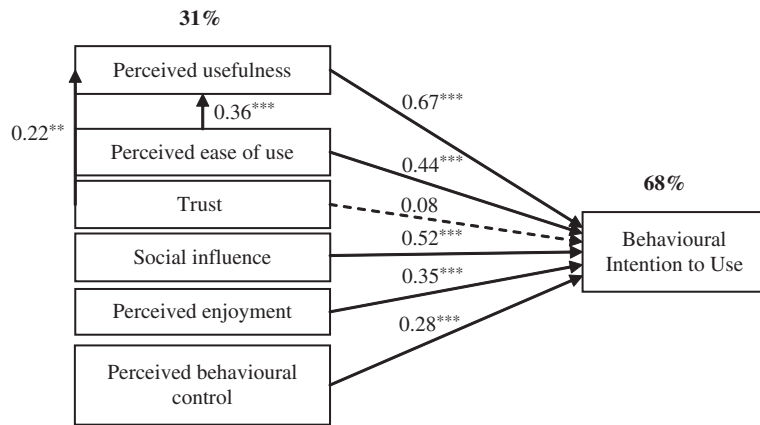 31%
Perceived usefulness
0.67***
0.36***
0.22**
Perceived ease of use
0.44***
68%
Trust
0.08
Social influence
0.52***
Behavioural
Intention to Use
0.35***
Perceived enjoyment
0.28***
Perceived behavioural
control